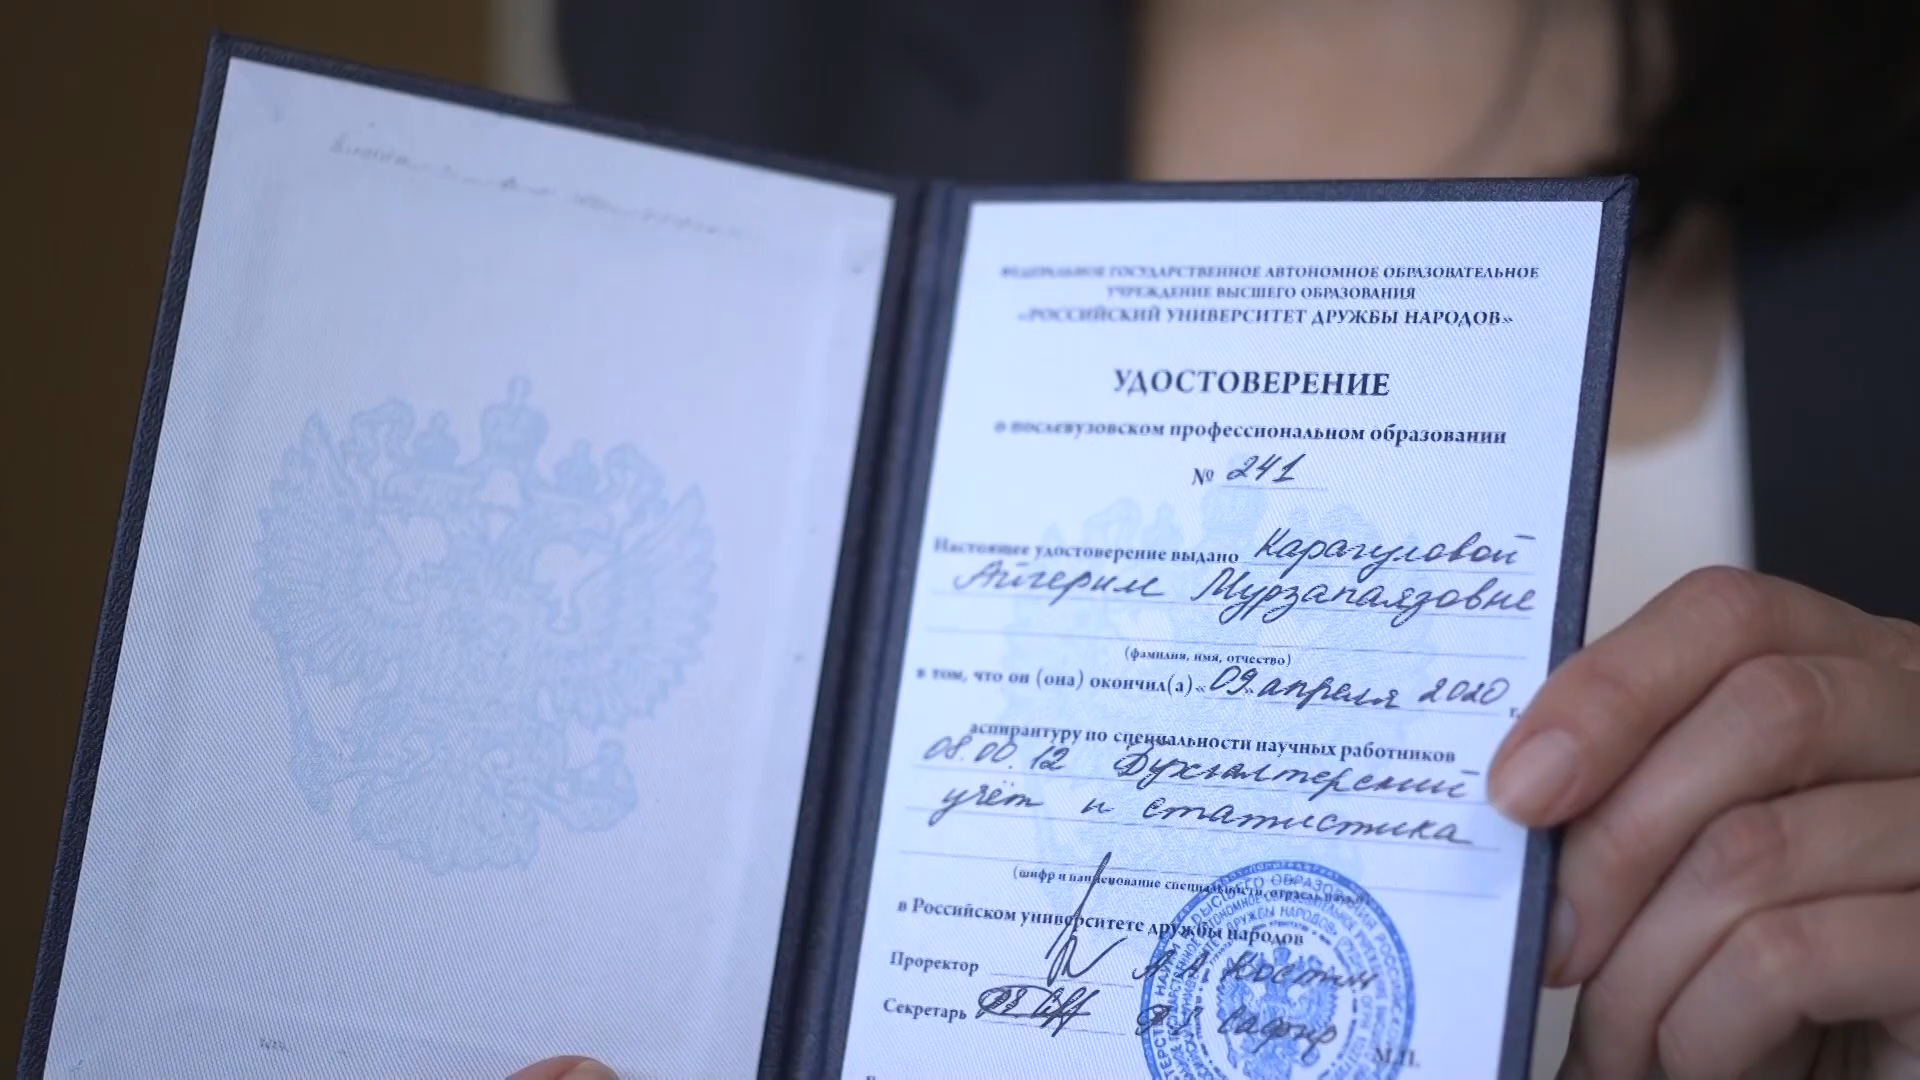 ФЕДЕРАЛЬНОЕ ГОСУДАРСТВЕННОЕ АВТОНОМНОЕ ОБРАЗОВАТЕЛЬНОЕ
УЧРЕЖДЕНИЕ ВЫСШЕГО ОБРАЗОВАНИЯ
«РОССИЙСКИЙ УНИВЕРСИТЕТ ДРУЖБЫ НАРОДОВ»
УДОСТОВЕРЕНИЕ
о послевузовском профессиональном образовании
№ 241
Настоящее удостоверение выдано Карагуловой
Айгерим Мурзапаязовне
(фамилия, имя, отчество)
в том, что он (она) окончил(а) «09» апреля 2020 г.
аспирантуру по специальности научных работников
08.00.12 Бухгалтерский
учёт и статистика
(шифр и наименование специальности, отрасль науки)
в Российском университете дружбы народов
Проректор А.А. Костин
Секретарь
М.П.